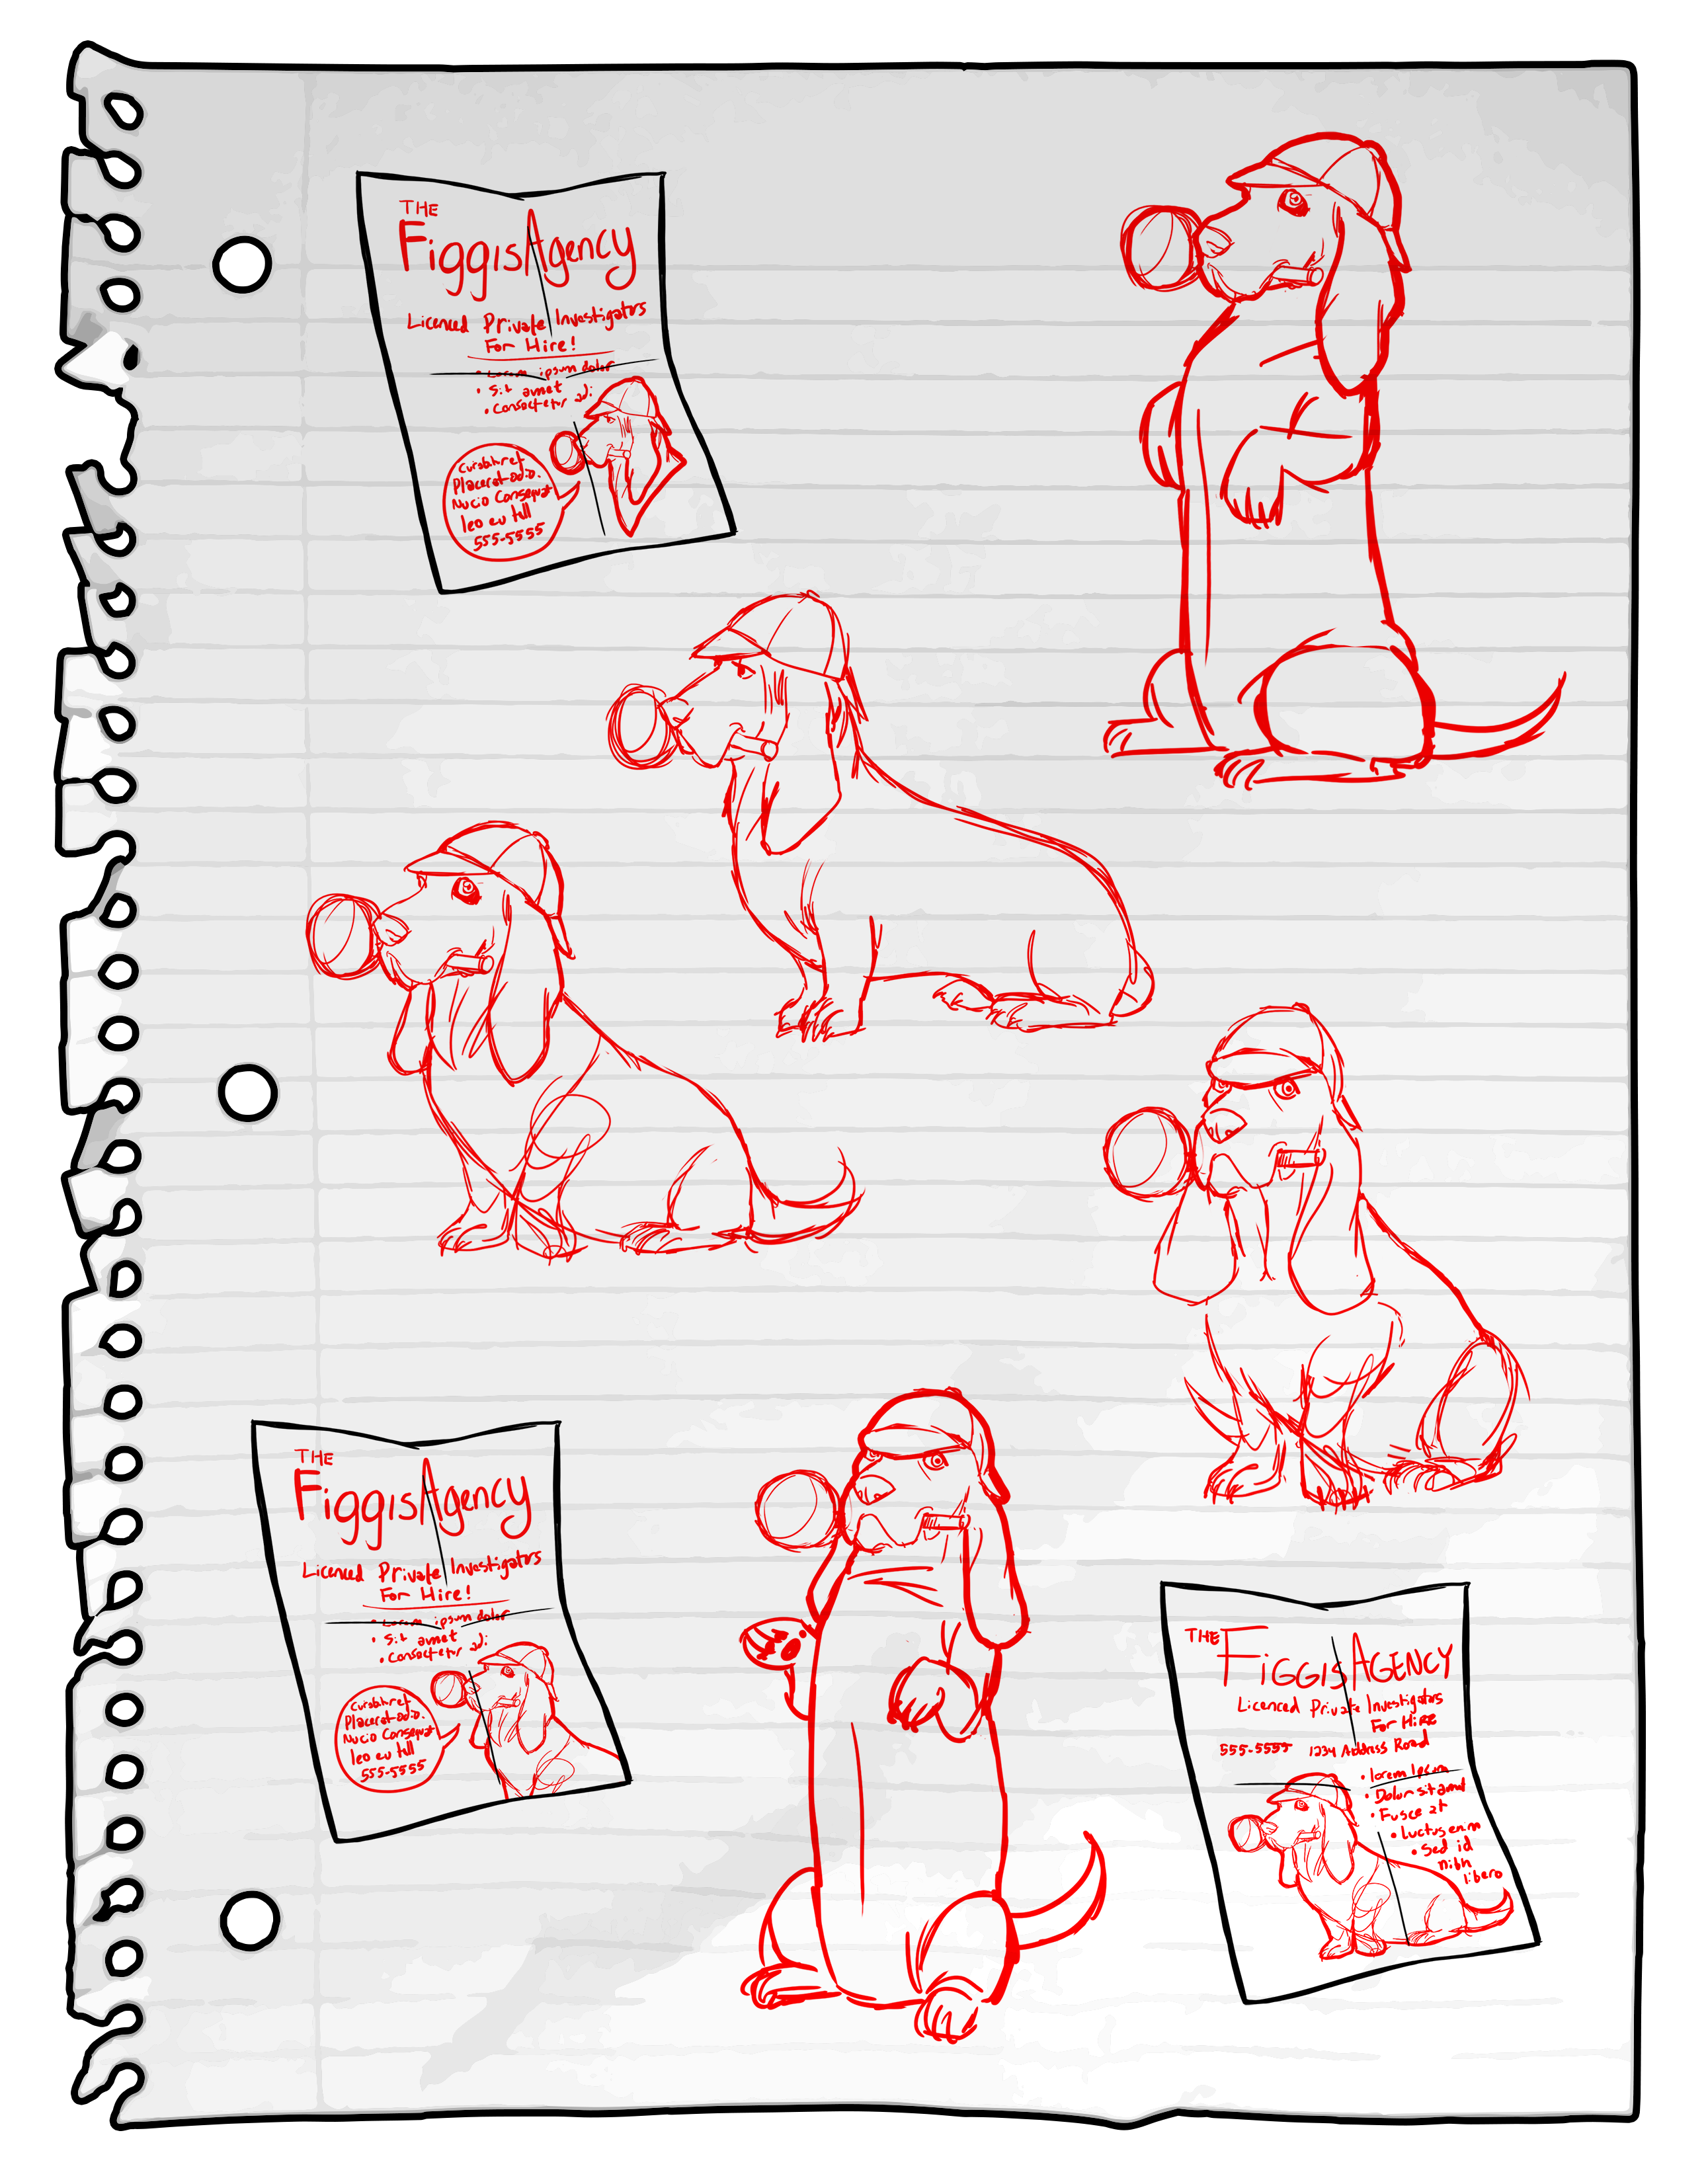 THE
FiggisAgency
Licenced Private Investigators
For Hire!
• Lorem ipsum dolor
• Sit amet
• Consectetur adi
Placerat odio.
Nucio Consequat
leo eu tell
555-5555
THE
FiggisAgency
Licenced Private Investigators
For Hire!
• Lorem ipsum dolor
• Sit amet
• Consectetur adi
Placerat odio.
Nucio Consequat
leo eu tell
555-5555
THE FiGGiS AGENCY
Licenced Private Investigators
For Hire
555-5555 1234 Address Road
• lorem Ipsum
• Dolor sit amet
• Fusce at
• luctus enim
• Sed id
nibh
libero